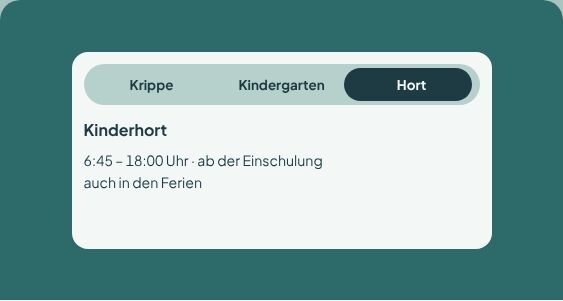 Krippe Kindergarten Hort
Kinderhort
6:45 – 18:00 Uhr · ab der Einschulung
auch in den Ferien